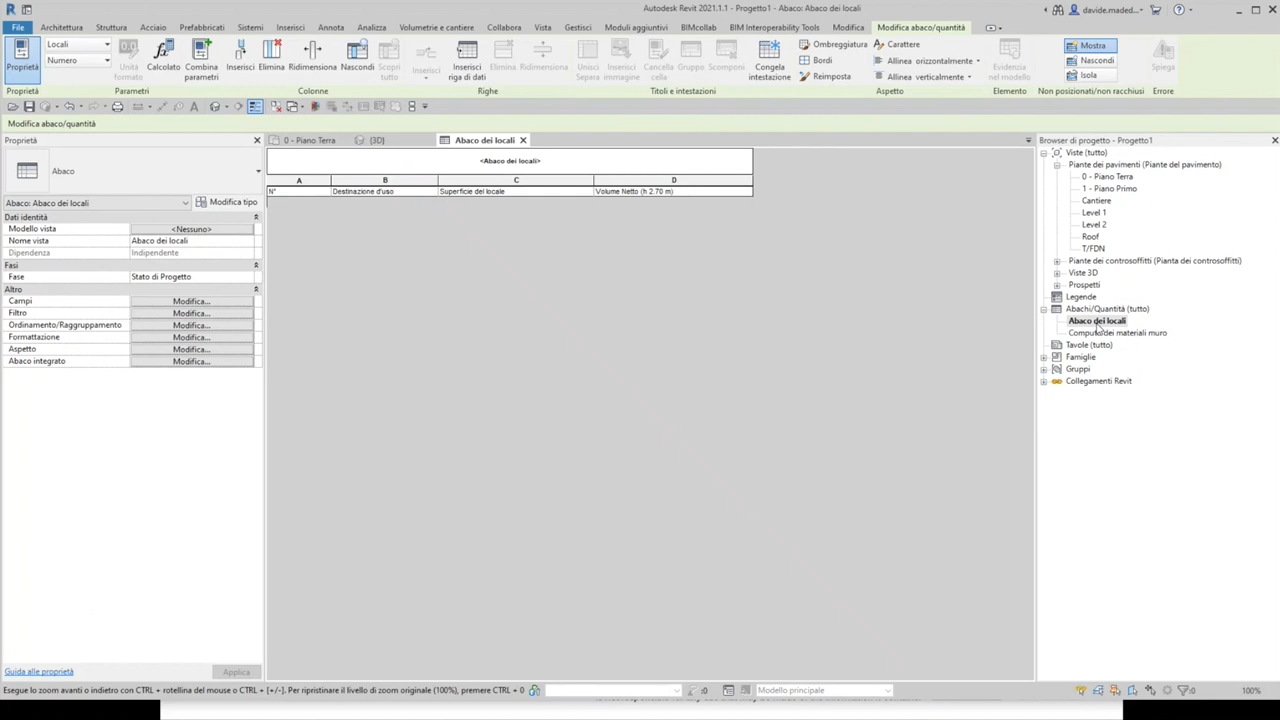 Autodesk Revit 2021.1.1 - Progetto1 - Abaco: Abaco dei locali
davide.maded...
File Architettura Struttura Acciaio Prefabbricati Sistemi Inserisci Annota Analizza Volumetrie e cantiere Collabora Vista Gestisci Moduli aggiuntivi BIMcollab BIM Interoperability Tools Modifica Modifica abaco/quantità
Proprietà
Locali
Numero
Unità formato
Calcolato
Combina parametri
Inserisci
Elimina
Ridimensiona
Nascondi
Scopri tutto
Inserisci
Inserisci riga di dati
Elimina
Ridimensiona
Unisci Separa
Inserisci immagine
Cancella cella
Gruppo
Scomponi
Congela intestazione
Ombreggiatura
Bordi
Reimposta
Carattere
Allinea orizzontalmente
Allinea verticalmente
Evidenzia nel modello
Mostra
Nascondi
Isola
Spiega
Proprietà Parametri Colonne Righe Titoli e intestazioni Aspetto Elemento Non posizionati/non racchiusi Errore
Modifica abaco/quantità
Proprietà
Abaco
Abaco: Abaco dei locali Modifica tipo
Dati identità
Modello vista <Nessuno>
Nome vista Abaco dei locali
Dipendenza Indipendente
Fasi
Fase Stato di Progetto
Altro
Campi Modifica...
Filtro Modifica...
Ordinamento/Raggruppamento Modifica...
Formattazione Modifica...
Aspetto Modifica...
Abaco integrato Modifica...
Guida alle proprietà Applica
0 - Piano Terra {3D} Abaco dei locali
<Abaco dei locali>
A B C D
N° Destinazione d'uso Superficie del locale Volume Netto (h 2.70 m)
Browser di progetto - Progetto1
Viste (tutto)
Piante dei pavimenti (Piante del pavimento)
0 - Piano Terra
1 - Piano Primo
Cantiere
Level 1
Level 2
Roof
T/FDN
Piante dei controsoffitti (Pianta dei controsoffitti)
Viste 3D
Prospetti
Legende
Abachi/Quantità (tutto)
Abaco dei locali
Computo dei materiali muro
Tavole (tutto)
Famiglie
Gruppi
Collegamenti Revit
Esegue lo zoom avanti o indietro con CTRL + rotellina del mouse o CTRL + [+/-]. Per ripristinare il livello di zoom originale (100%), premere CTRL + 0
:0
Modello principale
:0
100%